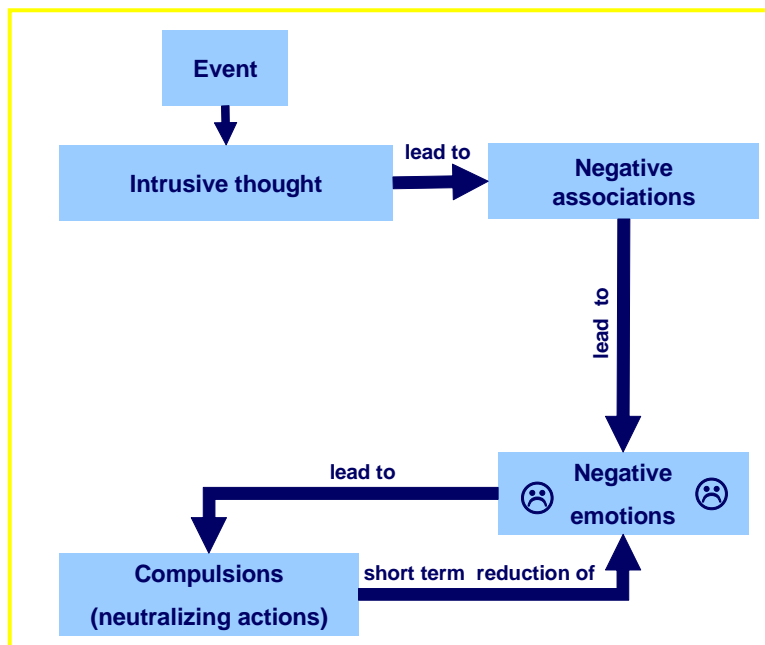 Event
Intrusive thought
lead to
Negative
associations
lead to
Negative
emotions
lead to
Compulsions
(neutralizing actions)
short term reduction of